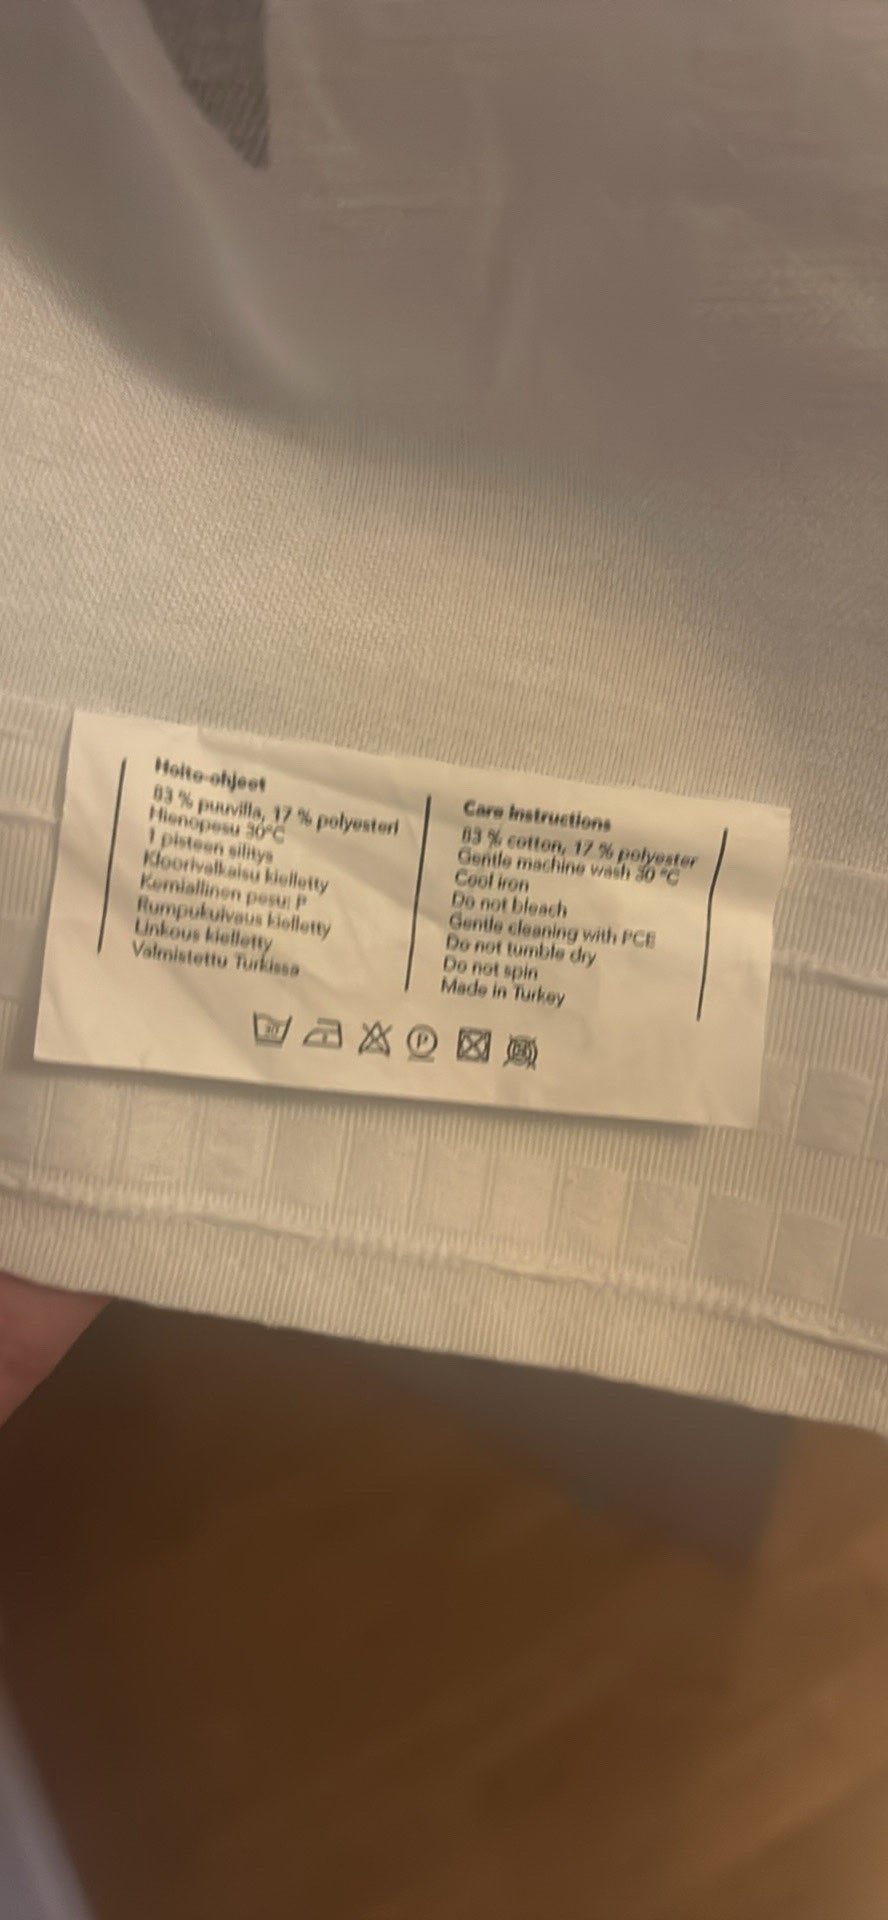 Hoito-ohjeet
83 % puuvilla, 17 % polyesteri
Hienopesu 30°C
1 pisteen silitys
Kloorivalkaisu kielletty
Kemiallinen pesu: P
Rumpukuivaus kielletty
Linkous kielletty
Valmistettu Turkissa
Care Instructions
83 % cotton, 17 % polyester
Gentle machine wash 30 °C
Cool iron
Do not bleach
Gentle cleaning with PCE
Do not tumble dry
Do not spin
Made in Turkey
30
P